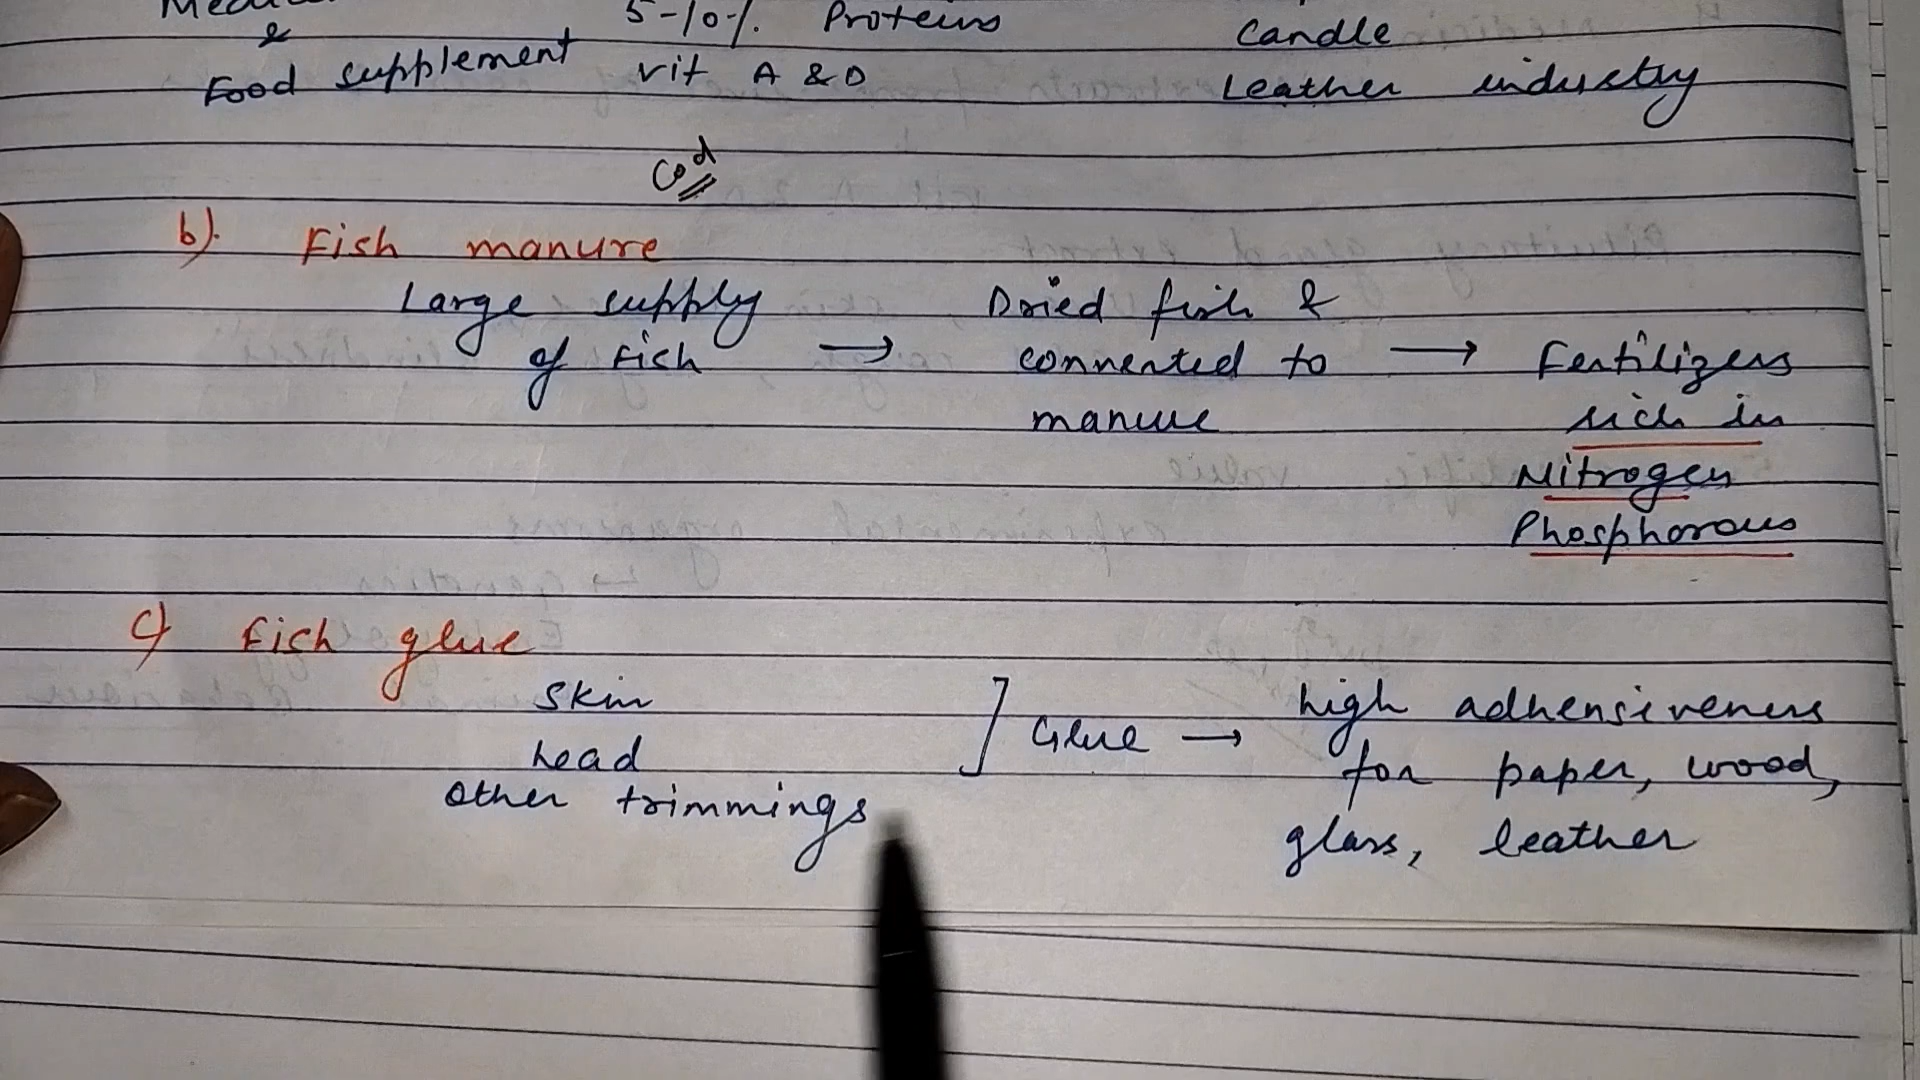 &
5-10%. Proteins
Candle
Food supplement vit A & D
Leather industry
Cod
b). Fish manure
Large supply of Fish → Dried fish & connented to manure → Fertilizers rich in Nitrogen Phosphorous
c) Fish glue
Skin
head
other trimmings
] Glue → high adhensiveness
for paper, wood,
glass, leather